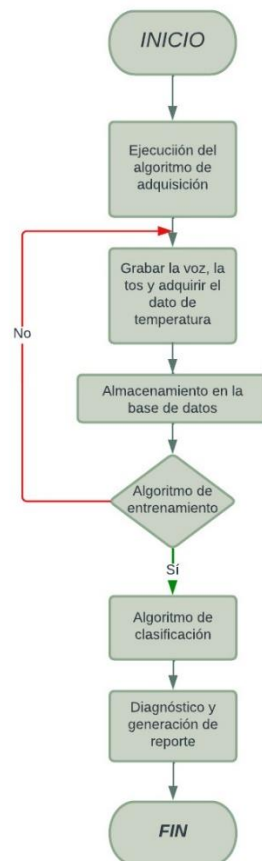 INICIO
Ejecuciión del
algoritmo de
adquisición
Grabar la voz, la
tos y adquirir el
dato de
temperatura
No
Almacenamiento en la
base de datos
Algoritmo de
entrenamiento
Sí
Algoritmo de
clasificación
Diagnóstico y
generación de
reporte
FIN